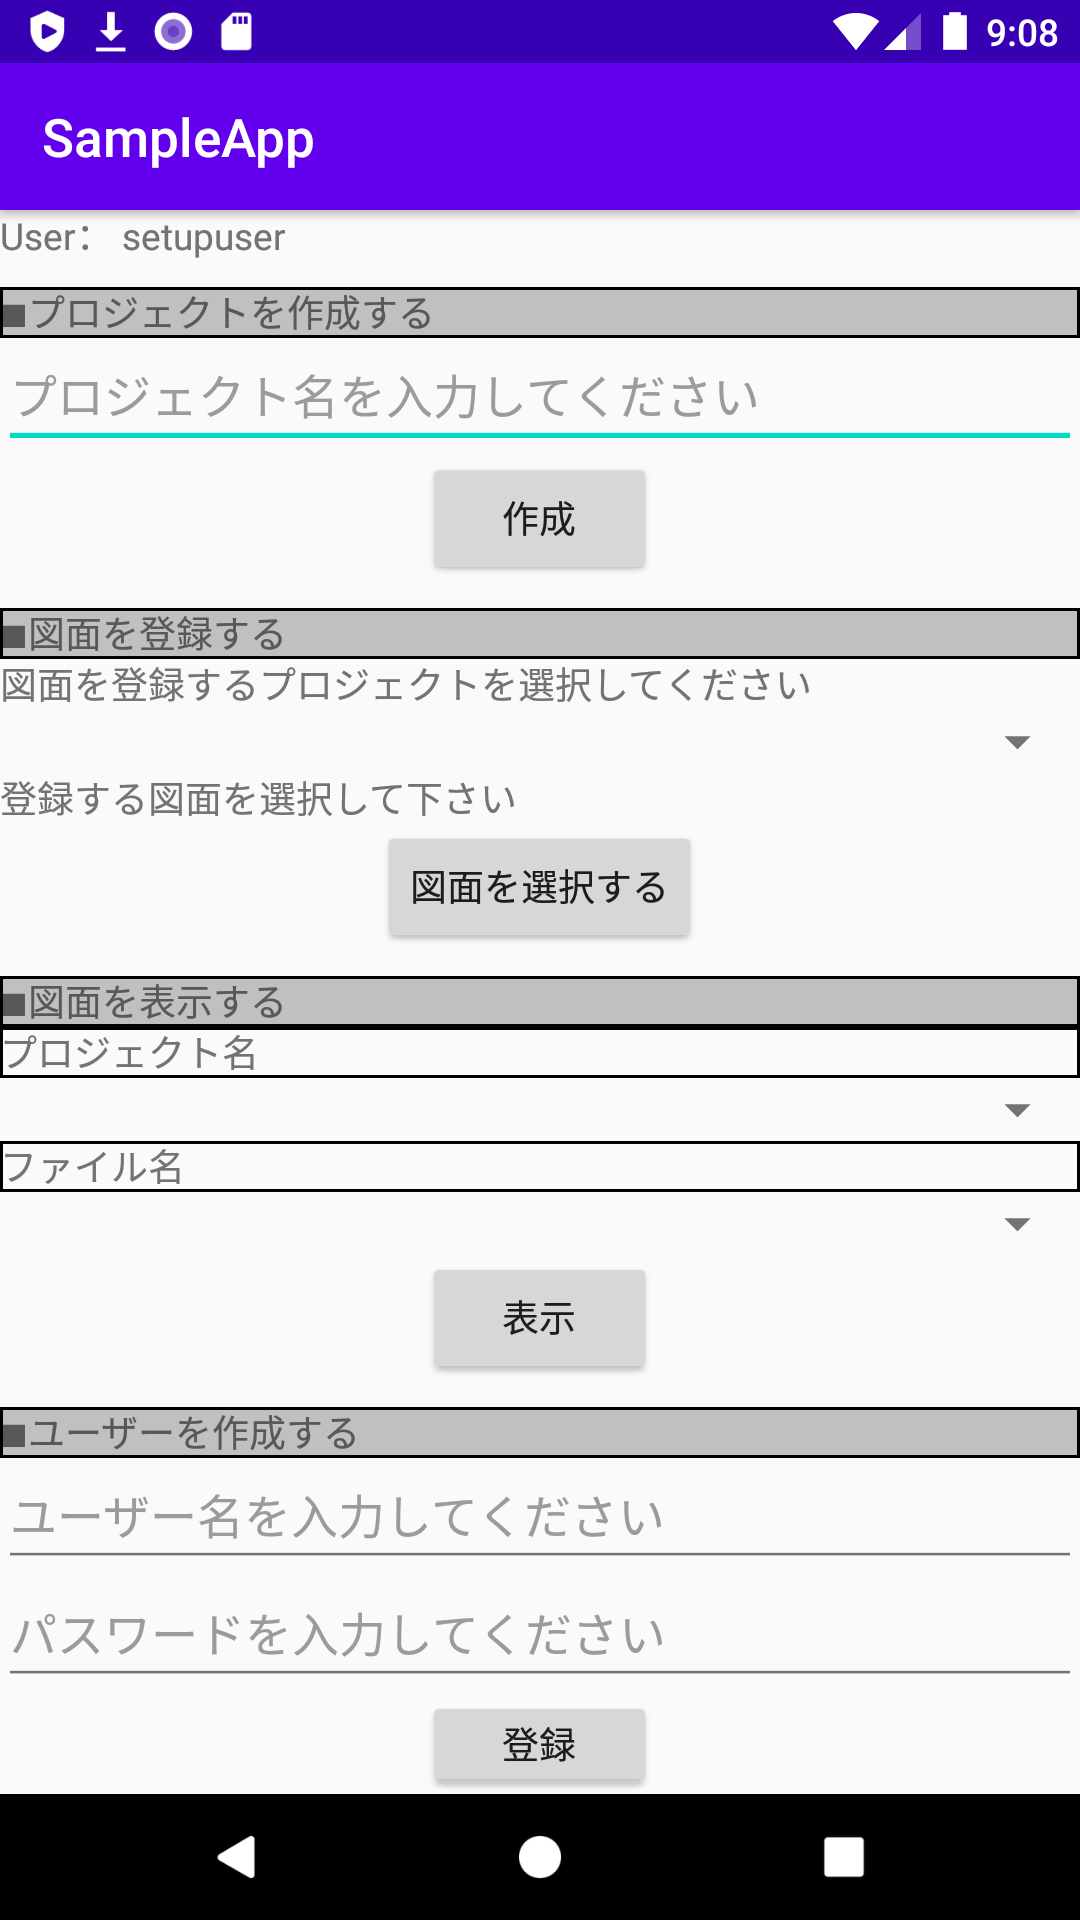 9:08
SampleApp
User： setupuser
■プロジェクトを作成する
プロジェクト名を入力してください
作成
■図面を登録する
図面を登録するプロジェクトを選択してください
登録する図面を選択して下さい
図面を選択する
■図面を表示する
プロジェクト名
ファイル名
表示
■ユーザーを作成する
ユーザー名を入力してください
パスワードを入力してください
登録